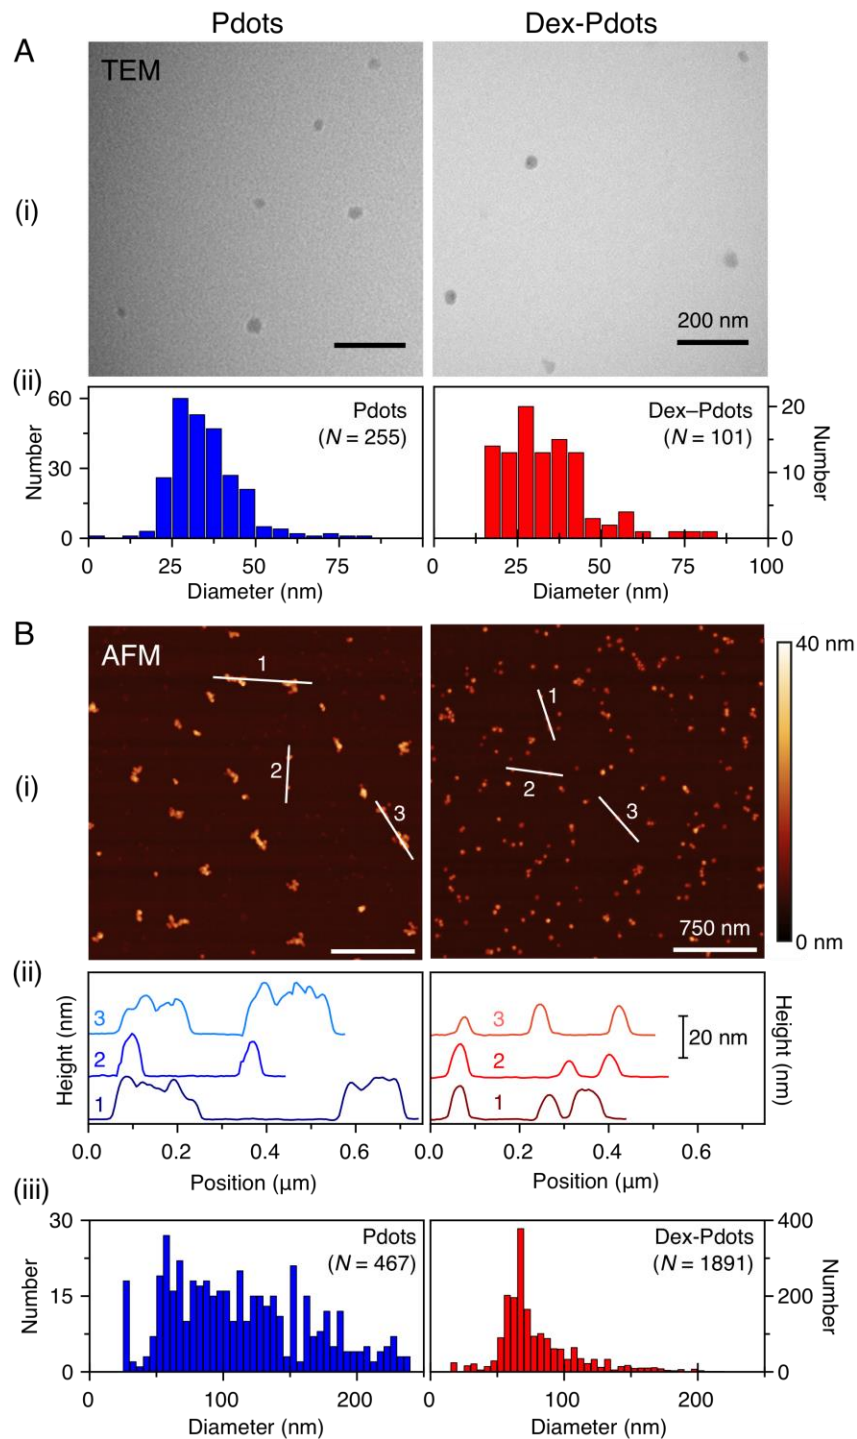 Pdots Dex-Pdots
A
TEM
(i)
200 nm
(ii)
60
30
0
Number
Pdots
(N = 255)
0 25 50 75
Diameter (nm)
Dex–Pdots
(N = 101)
20
10
0
Number
0 25 50 75 100
Diameter (nm)
B
AFM
(i)
1
2
3
1
2
3
750 nm
40 nm
0 nm
(ii)
Height (nm)
3
2
1
0.0 0.2 0.4 0.6
Position (µm)
3
2
1
20 nm
Height (nm)
0.0 0.2 0.4 0.6
Position (µm)
(iii)
30
15
0
Number
Pdots
(N = 467)
0 100 200
Diameter (nm)
Dex-Pdots
(N = 1891)
400
200
0
Number
0 100 200
Diameter (nm)